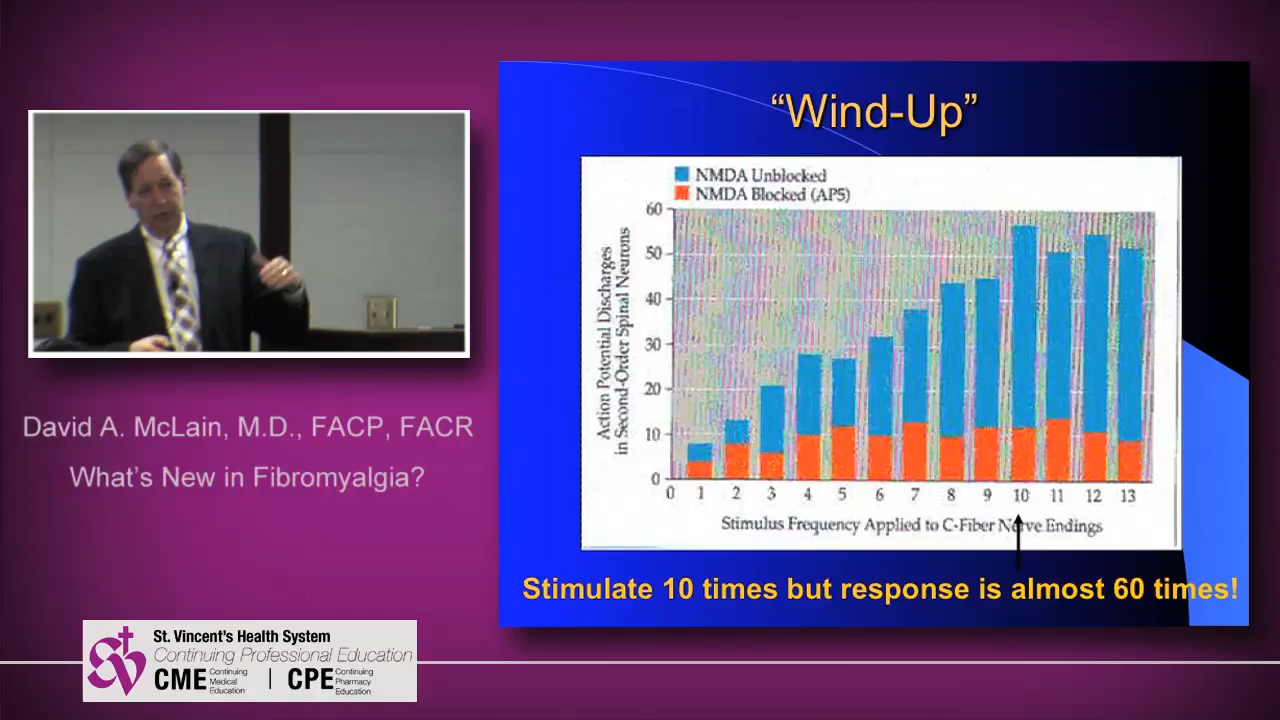 “Wind-Up”
NMDA Unblocked
NMDA Blocked (AP5)
Action Potential Discharges
in Second-Order Spinal Neurons
60
50
40
30
20
10
0
0 1 2 3 4 5 6 7 8 9 10 11 12 13
Stimulus Frequency Applied to C-Fiber Nerve Endings
Stimulate 10 times but response is almost 60 times!
David A. McLain, M.D., FACP, FACR
What's New in Fibromyalgia?
St. Vincent's Health System
Continuing Professional Education
CME Continuing Medical Education | CPE Continuing Pharmacy Education